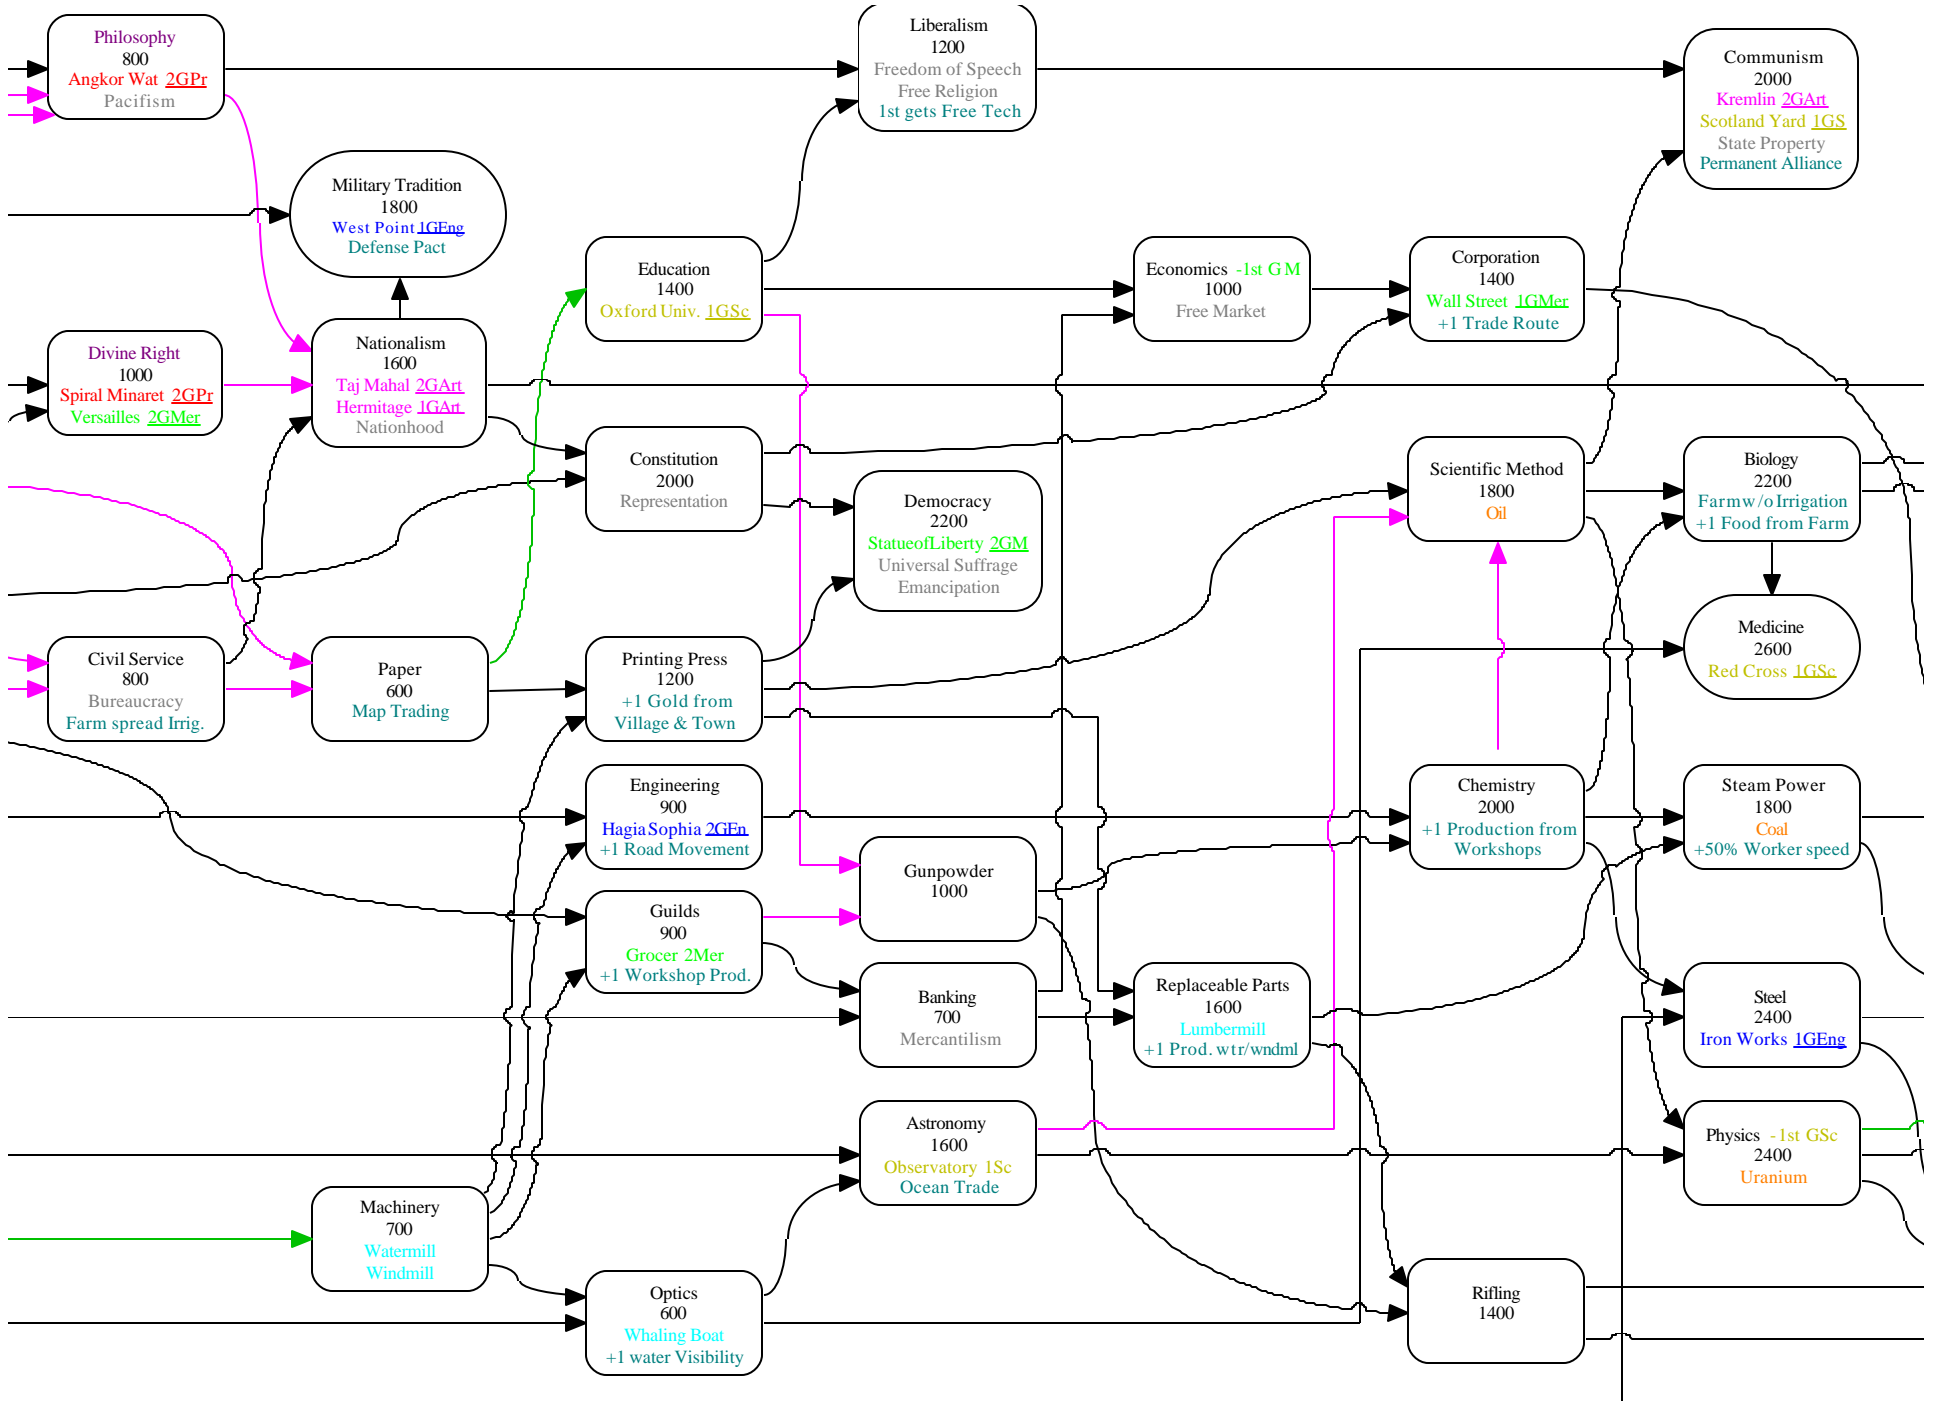 Philosophy
800
Angkor Wat 2GPr
Pacifism
Liberalism
1200
Freedom of Speech
Free Religion
1st gets Free Tech
Communism
2000
Kremlin 2GArt
Scotland Yard 1GS
State Property
Permanent Alliance
Military Tradition
1800
West Point 1GEng
Defense Pact
Education
1400
Oxford Univ. 1GSc
Economics -1st GM
1000
Free Market
Corporation
1400
Wall Street 1GMer
+1 Trade Route
Divine Right
1000
Spiral Minaret 2GPr
Versailles 2GMer
Nationalism
1600
Taj Mahal 2GArt
Hermitage 1GArt
Nationhood
Constitution
2000
Representation
Democracy
2200
StatueofLiberty 2GM
Universal Suffrage
Emancipation
Scientific Method
1800
Oil
Biology
2200
Farmw/o Irrigation
+1 Food from Farm
Medicine
2600
Red Cross 1GSc
Civil Service
800
Bureaucracy
Farm spread Irrig.
Paper
600
Map Trading
Printing Press
1200
+1 Gold from
Village & Town
Engineering
900
HagiaSophia 2GEn
+1 Road Movement
Chemistry
2000
+1 Production from
Workshops
Steam Power
1800
Coal
+50% Worker speed
Gunpowder
1000
Guilds
900
Grocer 2Mer
+1 Workshop Prod.
Banking
700
Mercantilism
Replaceable Parts
1600
Lumbermill
+1 Prod. wtr/wndml
Steel
2400
Iron Works 1GEng
Astronomy
1600
Observatory 1Sc
Ocean Trade
Physics -1st GSc
2400
Uranium
Machinery
700
Watermill
Windmill
Optics
600
Whaling Boat
+1 water Visibility
Rifling
1400